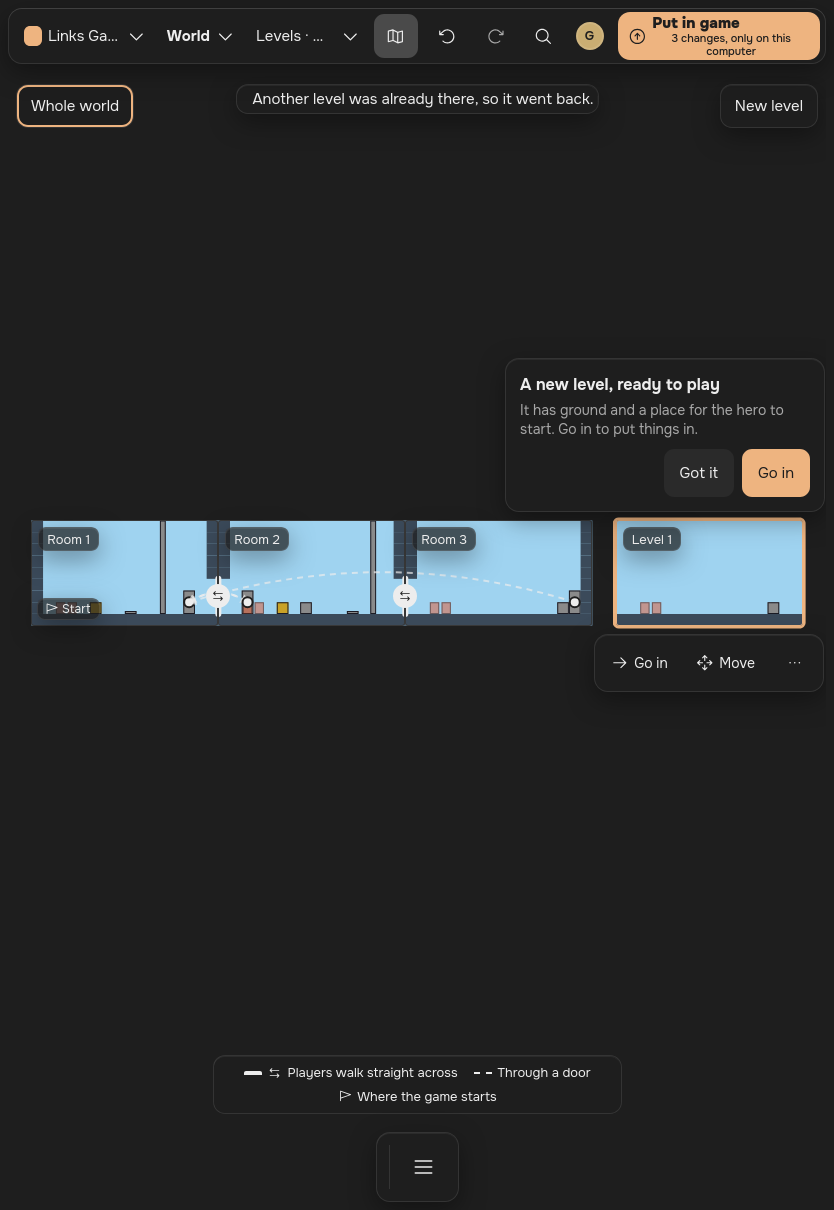 Links Ga...
World
Levels · ...
G
Put in game
3 changes, only on this
computer
Whole world
Another level was already there, so it went back.
New level
A new level, ready to play
It has ground and a place for the hero to
start. Go in to put things in.
Got it
Go in
Room 1
Room 2
Room 3
Level 1
Start
Go in
Move
...
Players walk straight across
Through a door
Where the game starts